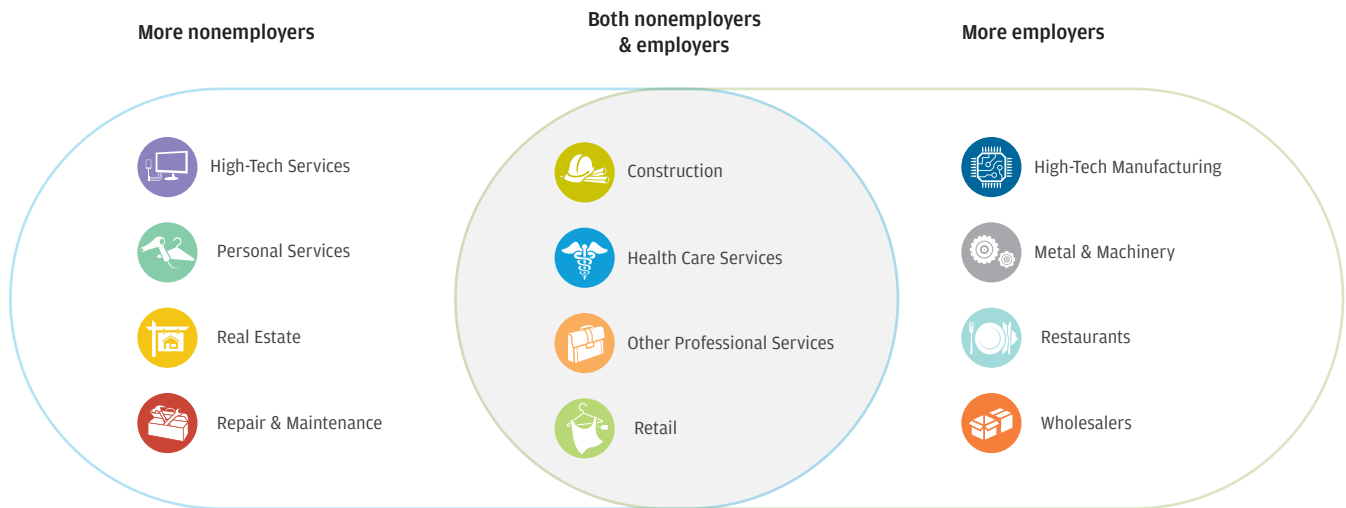 More nonemployers
Both nonemployers
& employers
More employers
High-Tech Services
Personal Services
Real Estate
Repair & Maintenance
Construction
Health Care Services
Other Professional Services
Retail
High-Tech Manufacturing
Metal & Machinery
Restaurants
Wholesalers